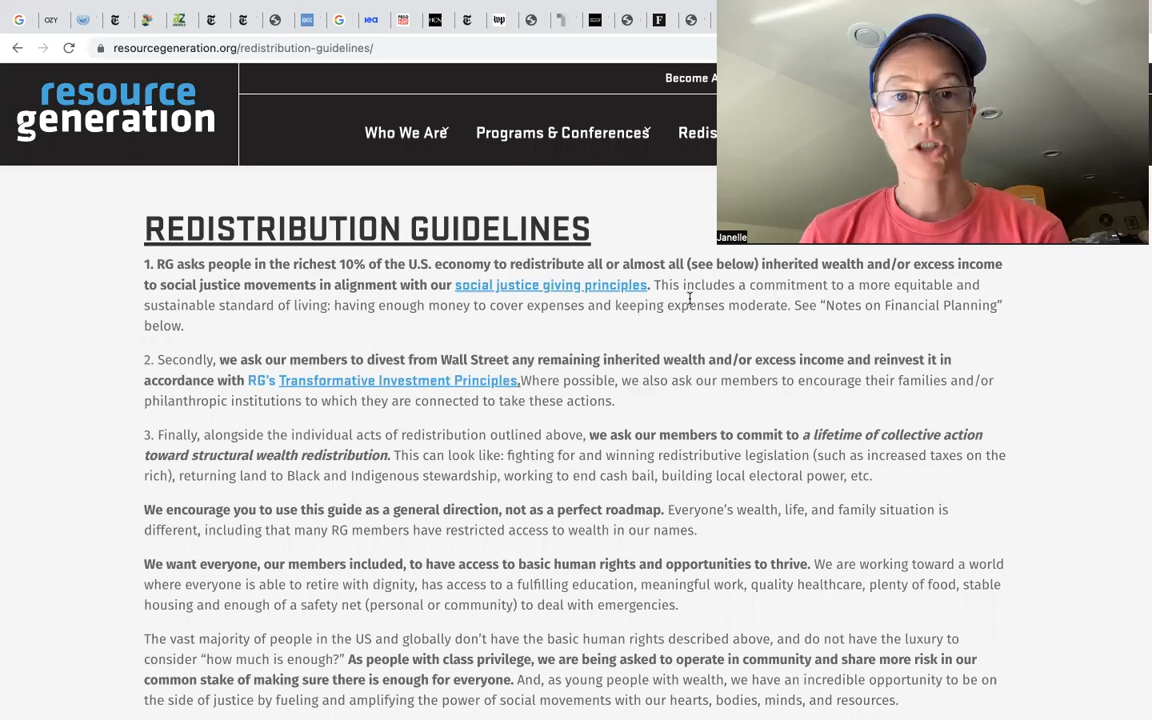 OZY
iea
HCN
wp
F
resourcegeneration.org/redistribution-guidelines/
Become A
resource
generation
Who We Are
Programs & Conferences
Redis
Janelle
REDISTRIBUTION GUIDELINES
1. RG asks people in the richest 10% of the U.S. economy to redistribute all or almost all (see below) inherited wealth and/or excess income
to social justice movements in alignment with our social justice giving principles. This includes a commitment to a more equitable and
sustainable standard of living: having enough money to cover expenses and keeping expenses moderate. See “Notes on Financial Planning”
below.
2. Secondly, we ask our members to divest from Wall Street any remaining inherited wealth and/or excess income and reinvest it in
accordance with RG’s Transformative Investment Principles.Where possible, we also ask our members to encourage their families and/or
philanthropic institutions to which they are connected to take these actions.
3. Finally, alongside the individual acts of redistribution outlined above, we ask our members to commit to a lifetime of collective action
toward structural wealth redistribution. This can look like: fighting for and winning redistributive legislation (such as increased taxes on the
rich), returning land to Black and Indigenous stewardship, working to end cash bail, building local electoral power, etc.
We encourage you to use this guide as a general direction, not as a perfect roadmap. Everyone’s wealth, life, and family situation is
different, including that many RG members have restricted access to wealth in our names.
We want everyone, our members included, to have access to basic human rights and opportunities to thrive. We are working toward a world
where everyone is able to retire with dignity, has access to a fulfilling education, meaningful work, quality healthcare, plenty of food, stable
housing and enough of a safety net (personal or community) to deal with emergencies.
The vast majority of people in the US and globally don’t have the basic human rights described above, and do not have the luxury to
consider “how much is enough?” As people with class privilege, we are being asked to operate in community and share more risk in our
common stake of making sure there is enough for everyone. And, as young people with wealth, we have an incredible opportunity to be on
the side of justice by fueling and amplifying the power of social movements with our hearts, bodies, minds, and resources.